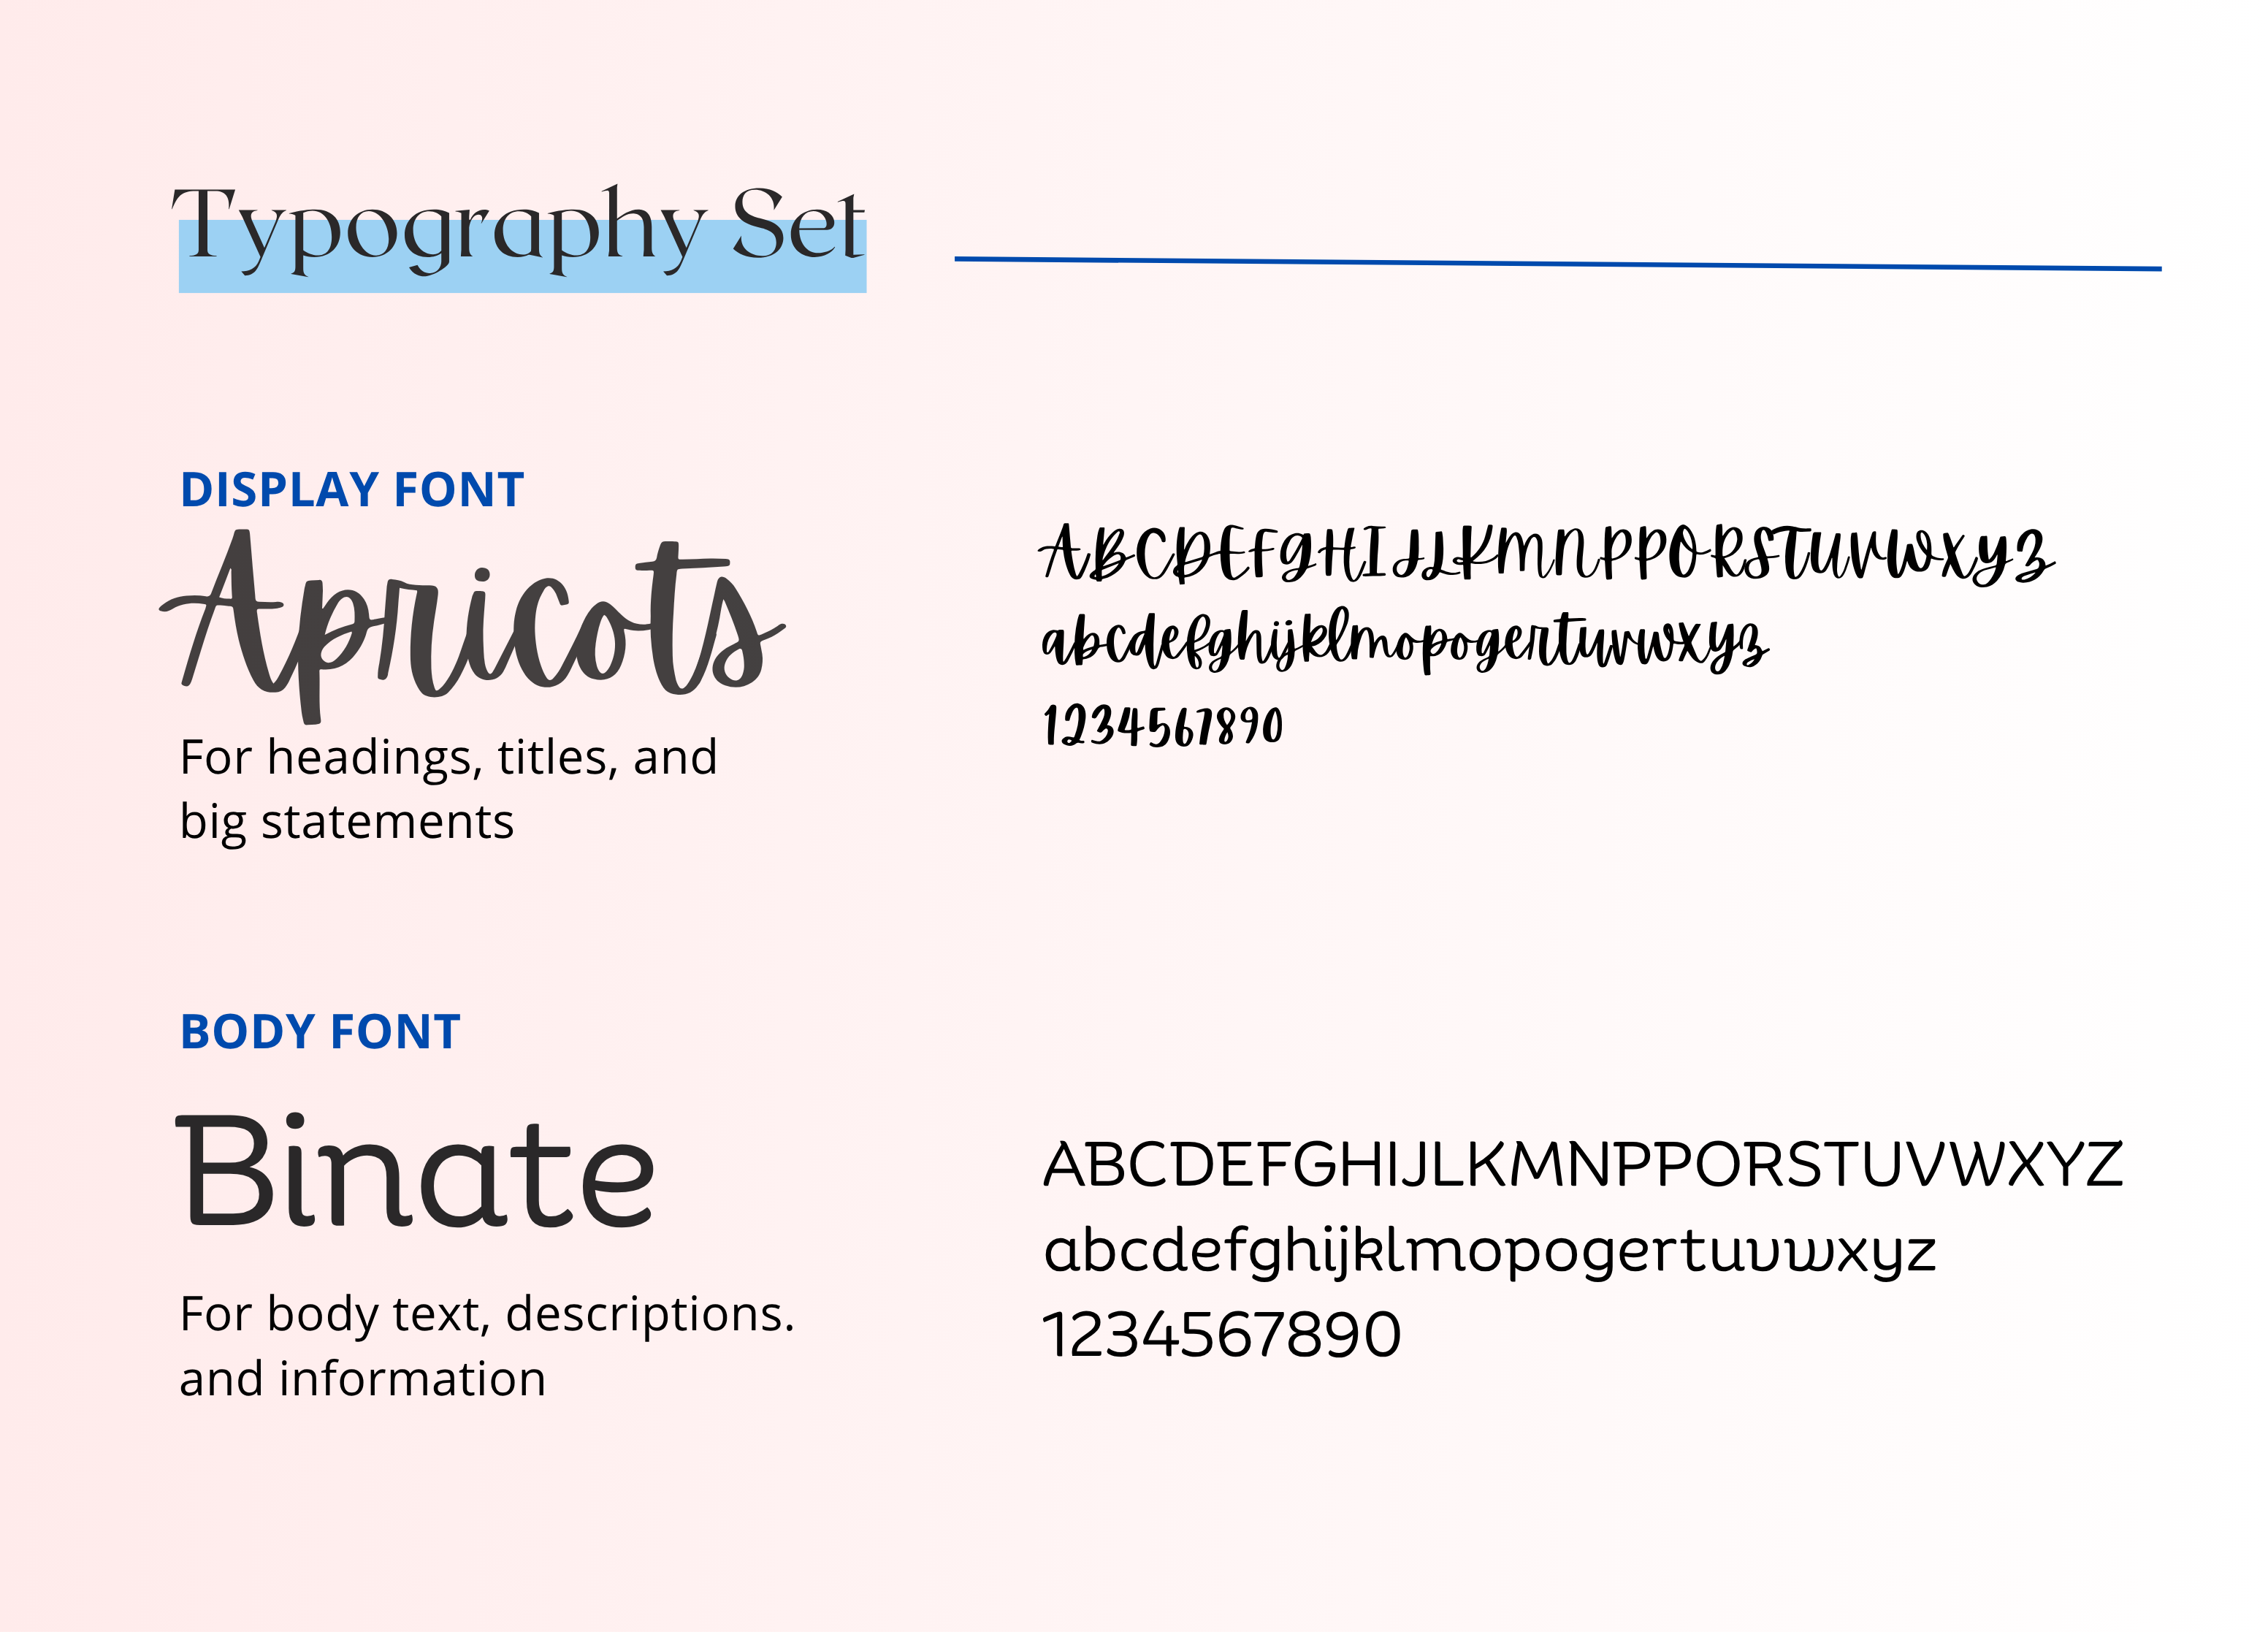 Typography Set
DISPLAY FONT
Apricots
For headings, titles, and
big statements
ABCDEFGHIJLKMNPPORSTUVWXYZ
abcdefghijklmopogertuvwxyz
1234567890
BODY FONT
Binate
For body text, descriptions.
and information
ABCDEFGHIJLKMNPPORSTUVWXYZ
abcdefghijklmopogertuvwxyz
1234567890